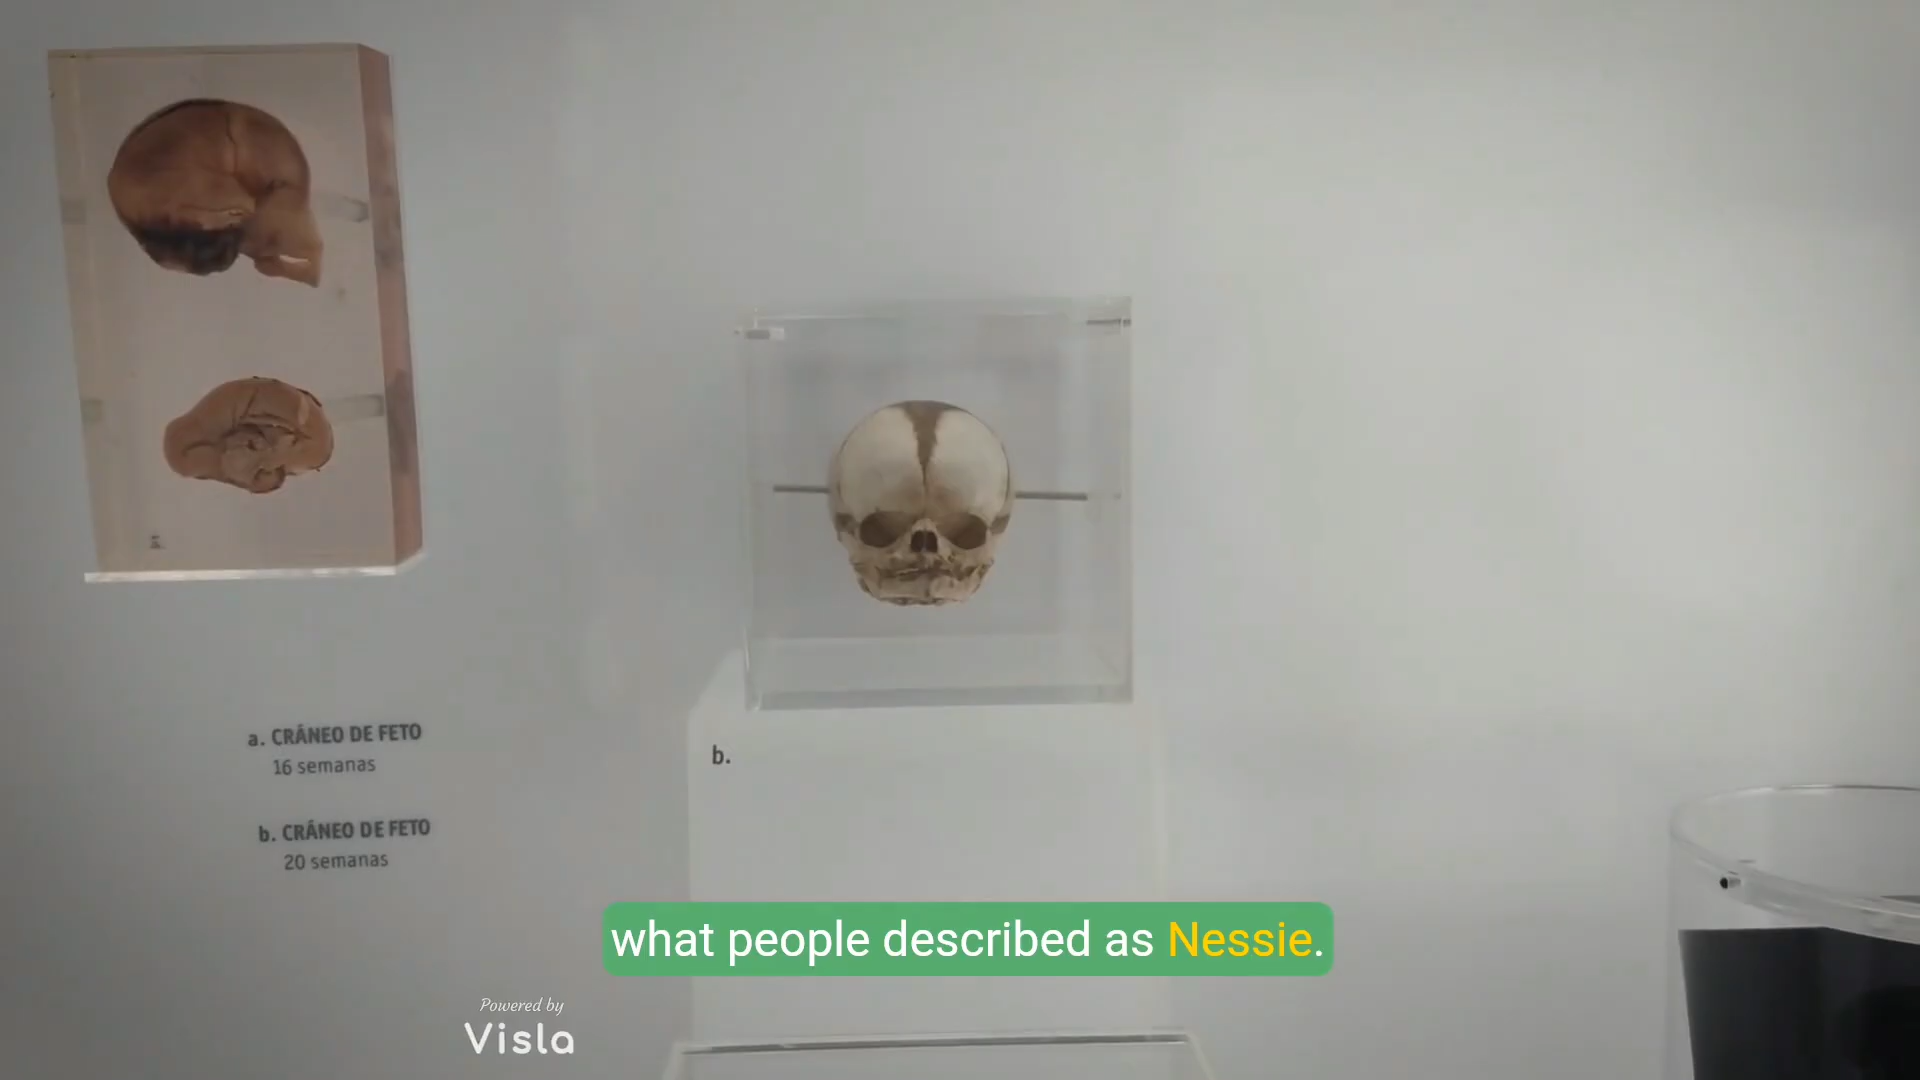 a. CRÁNEO DE FETO
16 semanas
b. CRÁNEO DE FETO
20 semanas
b.
what people described as Nessie.
Powered by
Visla